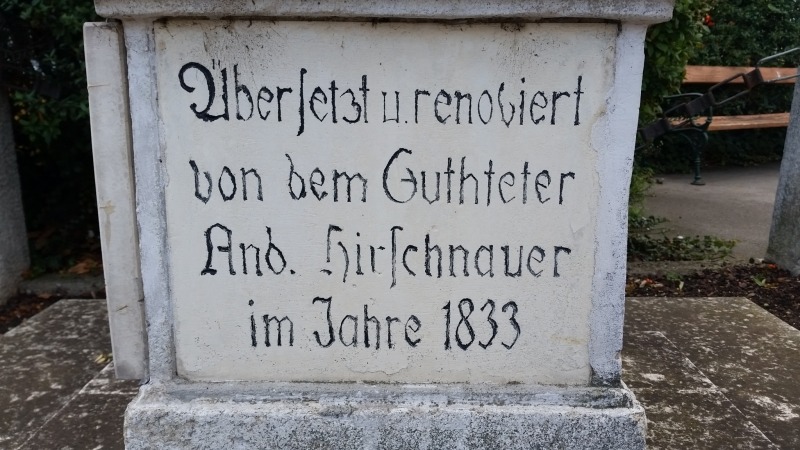 Überſetzt u. renoviert
von dem Guthteter
And. Hirſchnauer
im Jahre 1833